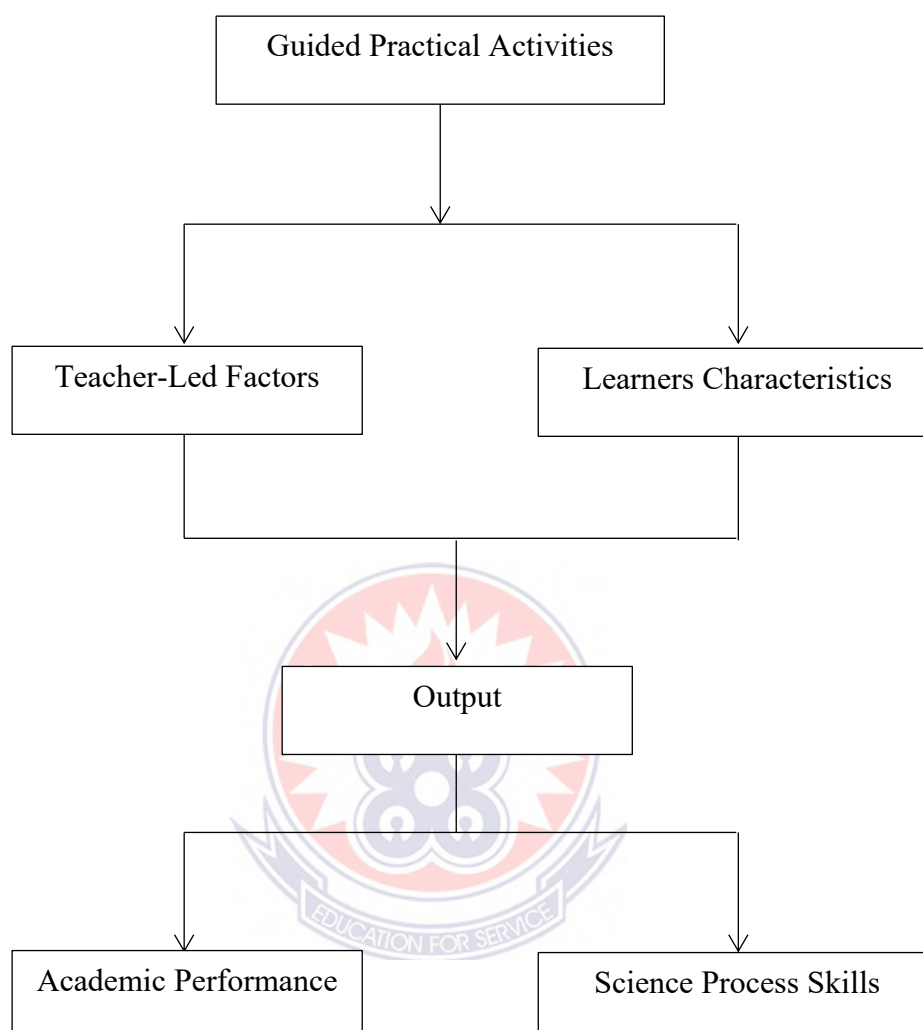 Guided Practical Activities
Teacher-Led Factors
Learners Characteristics
Output
EDUCATION FOR SERVICE
Academic Performance
Science Process Skills